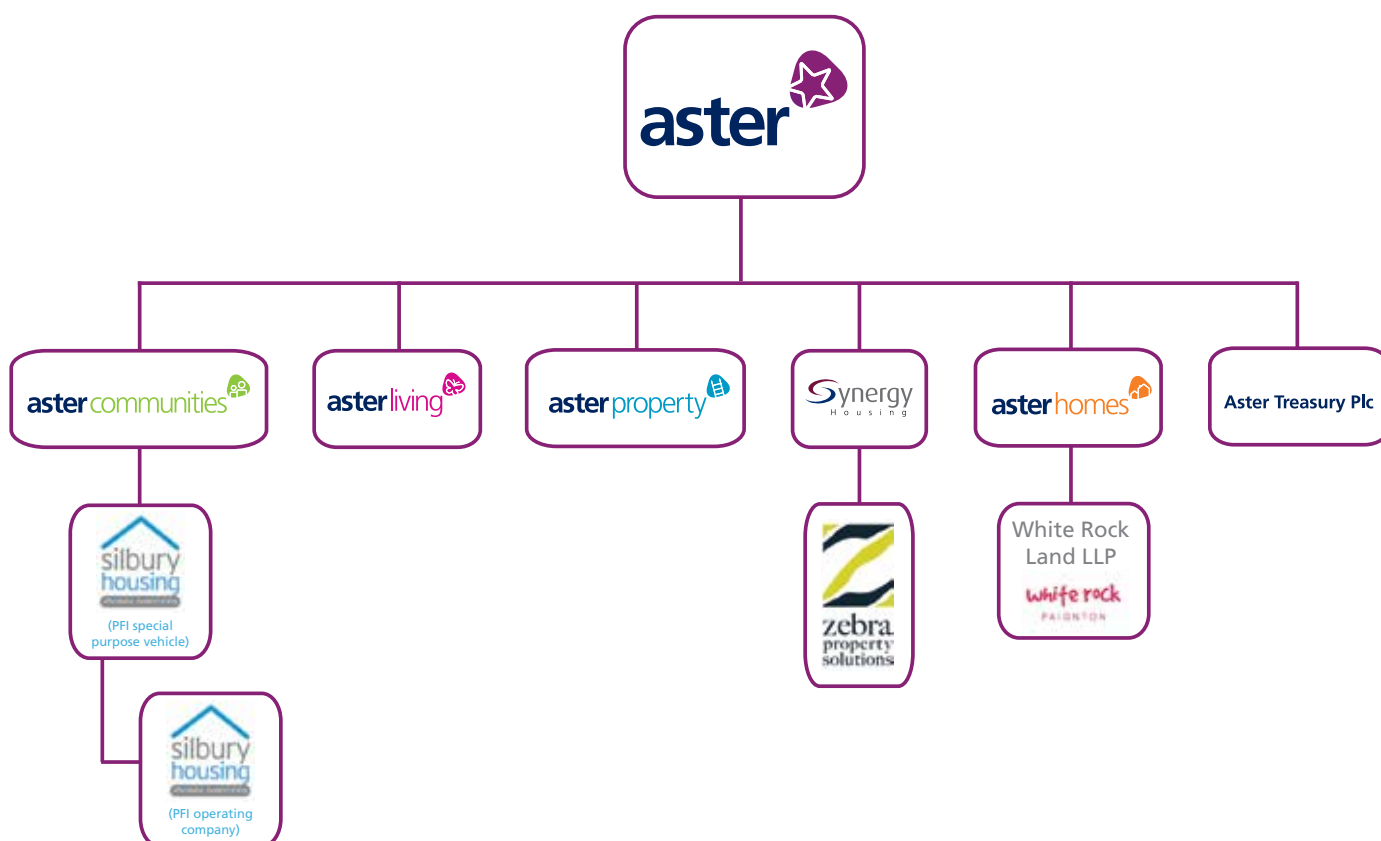 aster
aster communities
aster living
aster property
Synergy
Housing
aster homes
Aster Treasury Plc
silbury
housing
(PFI special
purpose vehicle)
zebra
property
solutions
White Rock
Land LLP
white rock
PAIGNTON
silbury
housing
(PFI operating
company)